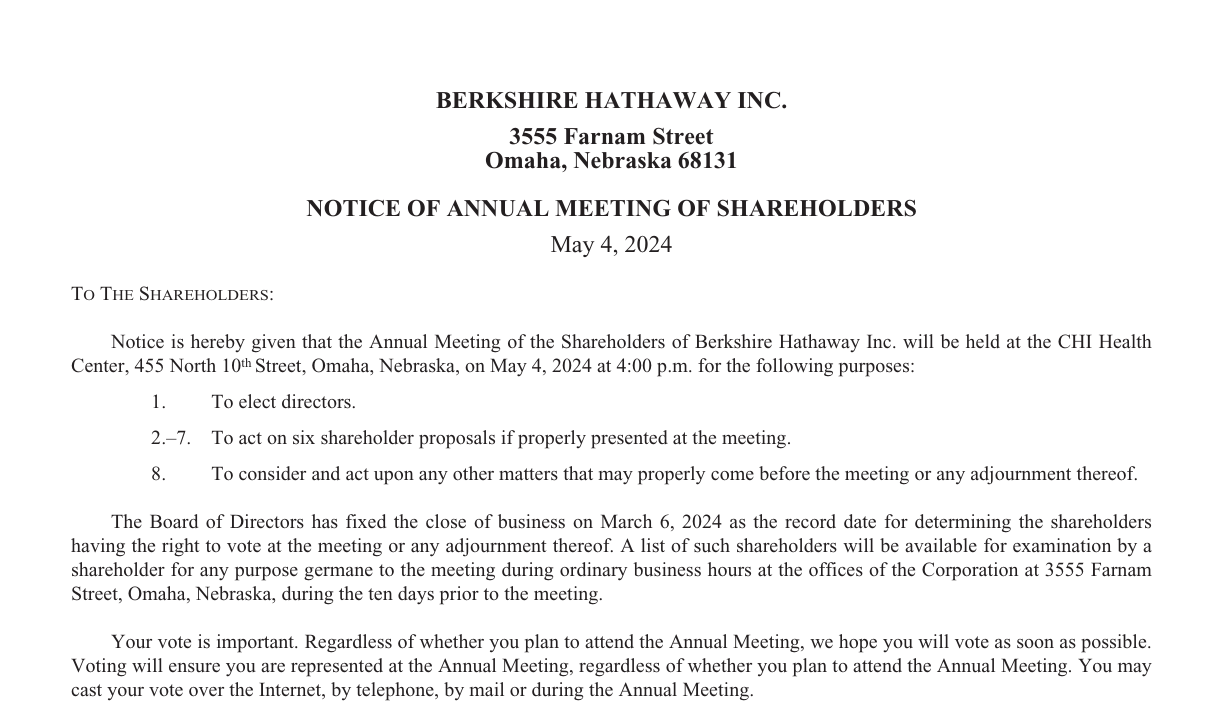 BERKSHIRE HATHAWAY INC.
3555 Farnam Street
Omaha, Nebraska 68131
NOTICE OF ANNUAL MEETING OF SHAREHOLDERS
May 4, 2024
TO THE SHAREHOLDERS:
Notice is hereby given that the Annual Meeting of the Shareholders of Berkshire Hathaway Inc. will be held at the CHI Health
Center, 455 North 10th Street, Omaha, Nebraska, on May 4, 2024 at 4:00 p.m. for the following purposes:
1. To elect directors.
2.–7. To act on six shareholder proposals if properly presented at the meeting.
8. To consider and act upon any other matters that may properly come before the meeting or any adjournment thereof.
The Board of Directors has fixed the close of business on March 6, 2024 as the record date for determining the shareholders
having the right to vote at the meeting or any adjournment thereof. A list of such shareholders will be available for examination by a
shareholder for any purpose germane to the meeting during ordinary business hours at the offices of the Corporation at 3555 Farnam
Street, Omaha, Nebraska, during the ten days prior to the meeting.
Your vote is important. Regardless of whether you plan to attend the Annual Meeting, we hope you will vote as soon as possible.
Voting will ensure you are represented at the Annual Meeting, regardless of whether you plan to attend the Annual Meeting. You may
cast your vote over the Internet, by telephone, by mail or during the Annual Meeting.